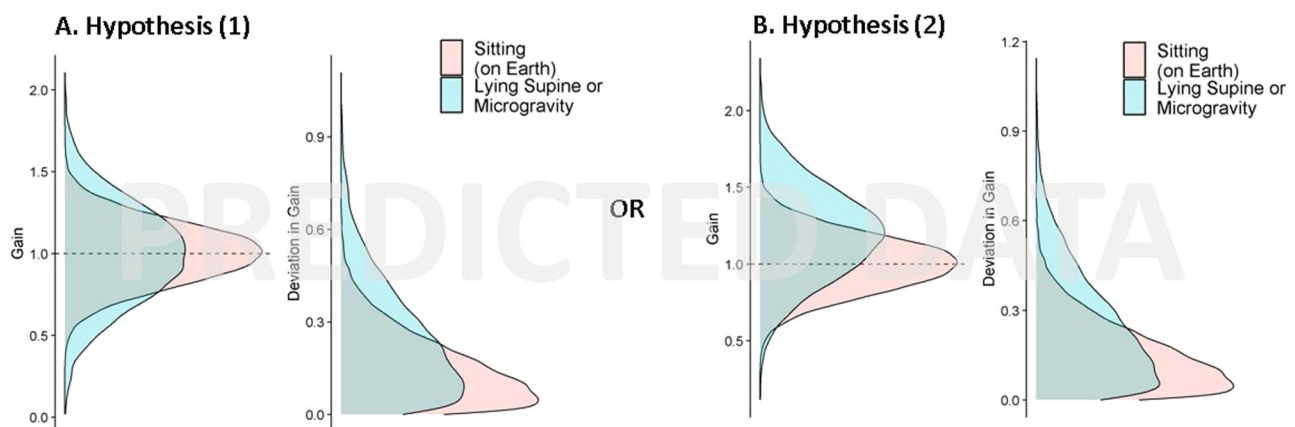 A. Hypothesis (1)
Sitting
(on Earth)
Lying Supine or
Microgravity
2.0
1.5
1.0
0.5
0.0
Gain
0.9
0.6
0.3
0.0
Deviation in Gain
OR
B. Hypothesis (2)
Sitting
(on Earth)
Lying Supine or
Microgravity
2.0
1.5
1.0
0.5
Gain
1.2
0.9
0.6
0.3
0.0
Deviation in Gain
PREDICTED DATA